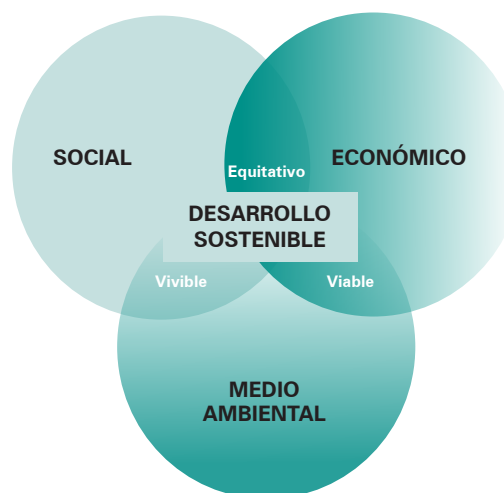 SOCIAL
ECONÓMICO
Equitativo
DESARROLLO
SOSTENIBLE
Vivible
Viable
MEDIO
AMBIENTAL